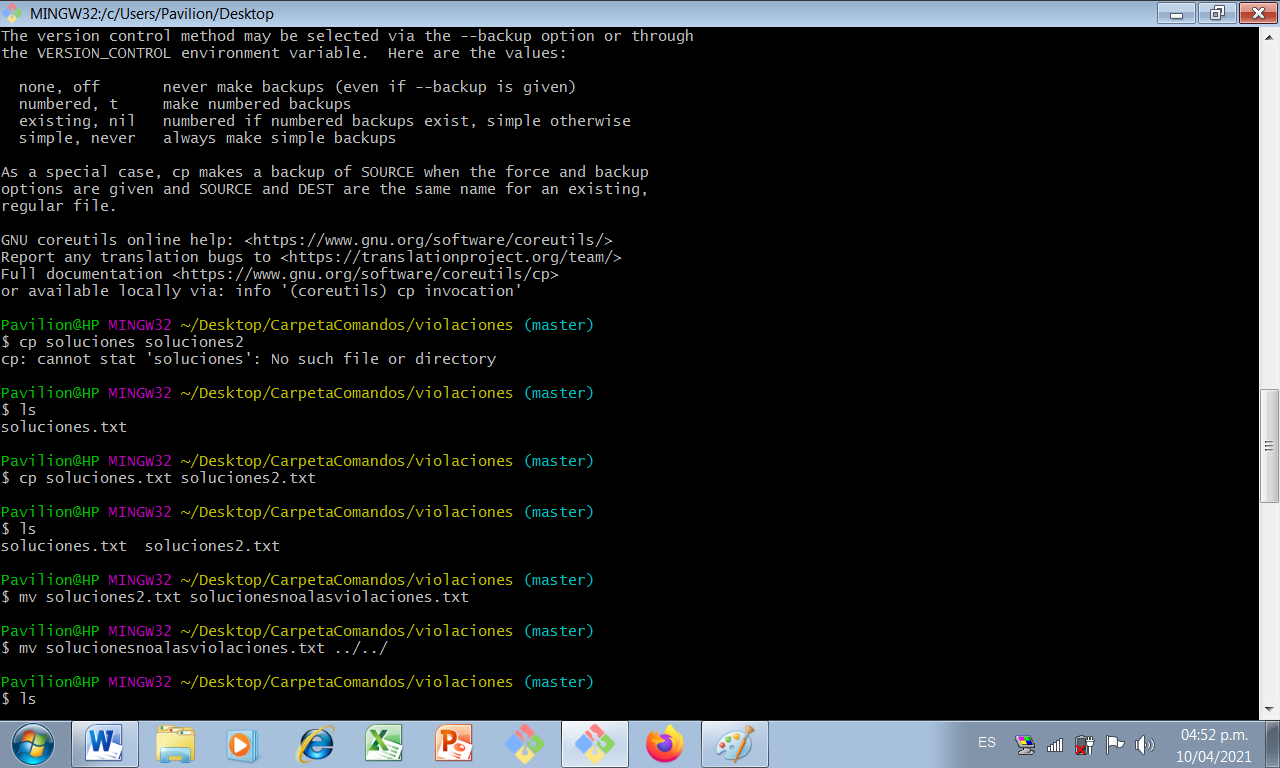 MINGW32:/c/Users/Pavilion/Desktop
The version control method may be selected via the --backup option or through
the VERSION_CONTROL environment variable.  Here are the values:
  none, off       never make backups (even if --backup is given)
  numbered, t     make numbered backups
  existing, nil   numbered if numbered backups exist, simple otherwise
  simple, never   always make simple backups
As a special case, cp makes a backup of SOURCE when the force and backup
options are given and SOURCE and DEST are the same name for an existing,
regular file.
GNU coreutils online help: <https://www.gnu.org/software/coreutils/>
Report any translation bugs to <https://translationproject.org/team/>
Full documentation <https://www.gnu.org/software/coreutils/cp>
or available locally via: info '(coreutils) cp invocation'
Pavilion@HP MINGW32 ~/Desktop/CarpetaComandos/violaciones (master)
$ cp soluciones soluciones2
cp: cannot stat 'soluciones': No such file or directory
Pavilion@HP MINGW32 ~/Desktop/CarpetaComandos/violaciones (master)
$ ls
soluciones.txt
Pavilion@HP MINGW32 ~/Desktop/CarpetaComandos/violaciones (master)
$ cp soluciones.txt soluciones2.txt
Pavilion@HP MINGW32 ~/Desktop/CarpetaComandos/violaciones (master)
$ ls
soluciones.txt  soluciones2.txt
Pavilion@HP MINGW32 ~/Desktop/CarpetaComandos/violaciones (master)
$ mv soluciones2.txt solucionesnoalasviolaciones.txt
Pavilion@HP MINGW32 ~/Desktop/CarpetaComandos/violaciones (master)
$ mv solucionesnoalasviolaciones.txt ../../
Pavilion@HP MINGW32 ~/Desktop/CarpetaComandos/violaciones (master)
$ ls
ES
04:52 p.m.
10/04/2021